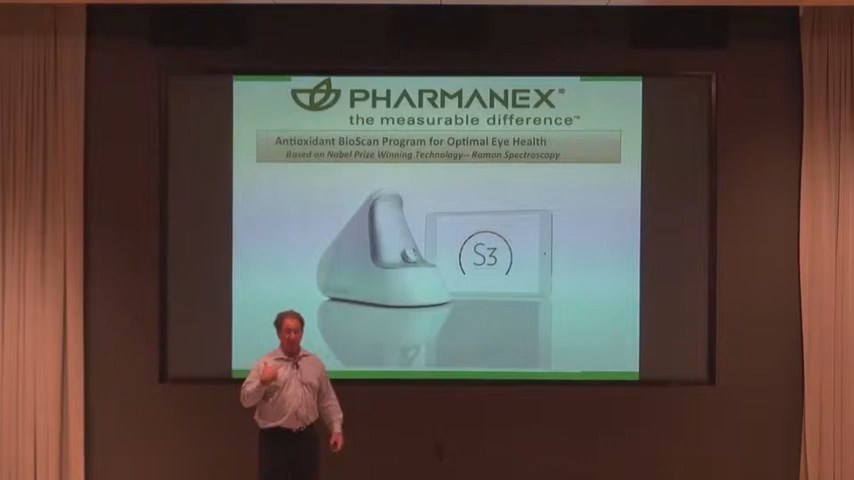 PHARMANEX®
the measurable difference™
Antioxidant BioScan Program for Optimal Eye Health
Based on Nobel Prize Winning Technology-- Raman Spectroscopy
S3